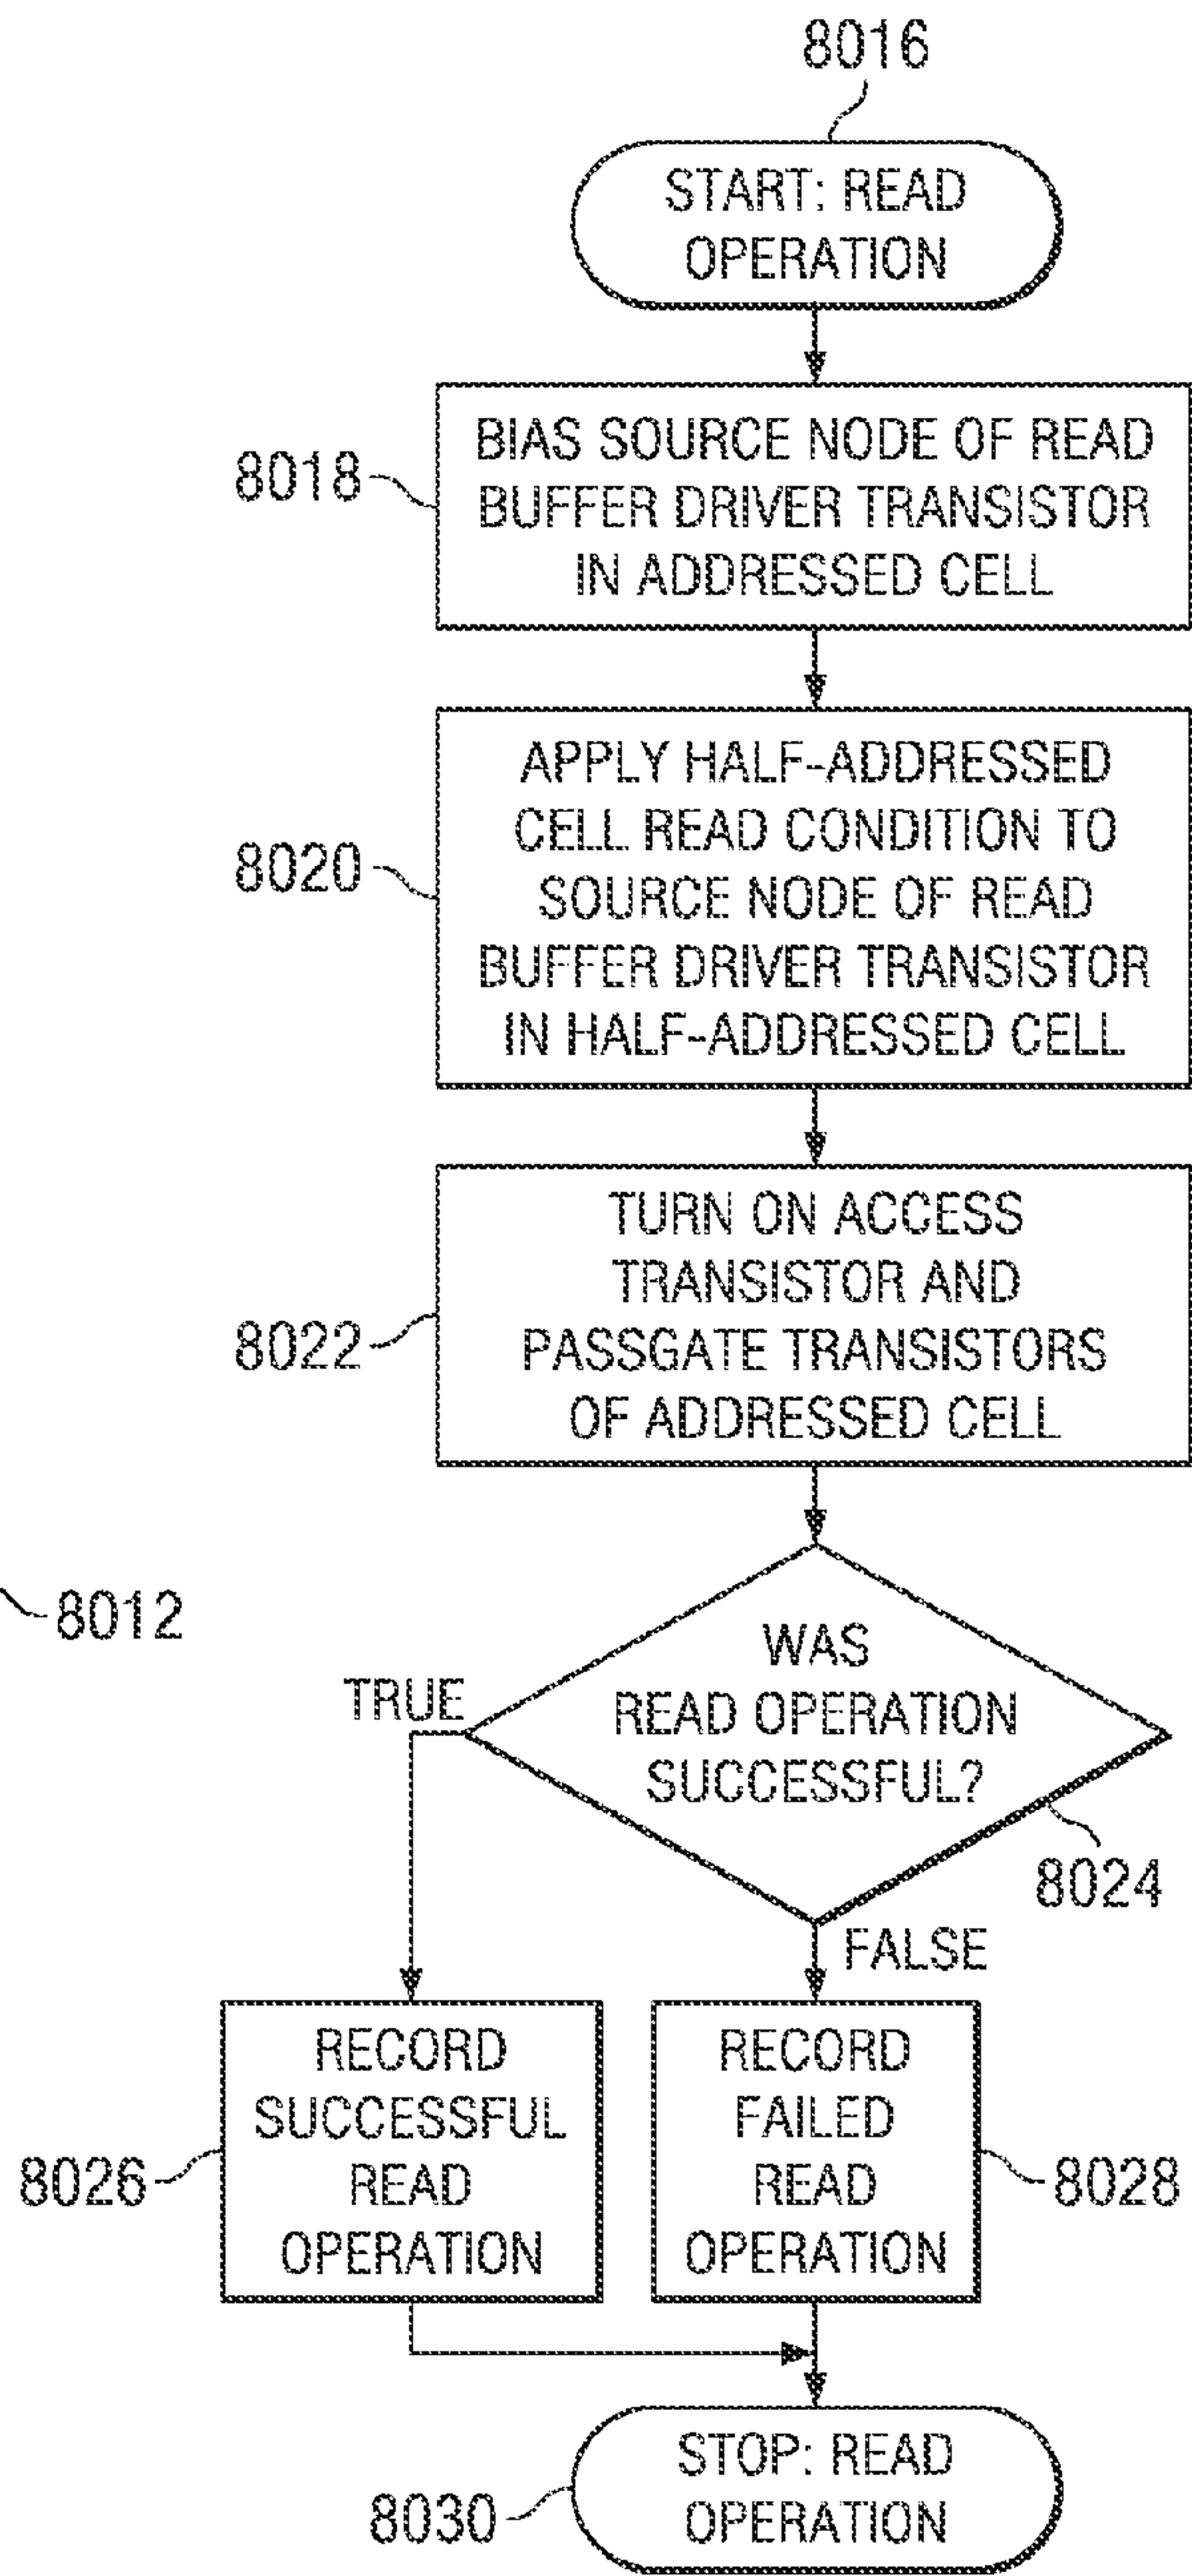 8016
START: READ
OPERATION
8018
BIAS SOURCE NODE OF READ
BUFFER DRIVER TRANSISTOR
IN ADDRESSED CELL
8020
APPLY HALF-ADDRESSED
CELL READ CONDITION TO
SOURCE NODE OF READ
BUFFER DRIVER TRANSISTOR
IN HALF-ADDRESSED CELL
8022
TURN ON ACCESS
TRANSISTOR AND
PASSGATE TRANSISTORS
OF ADDRESSED CELL
8012
WAS
READ OPERATION
SUCCESSFUL?
TRUE
8024
FALSE
8026
RECORD
SUCCESSFUL
READ
OPERATION
RECORD
FAILED
READ
OPERATION
8028
STOP: READ
OPERATION
8030